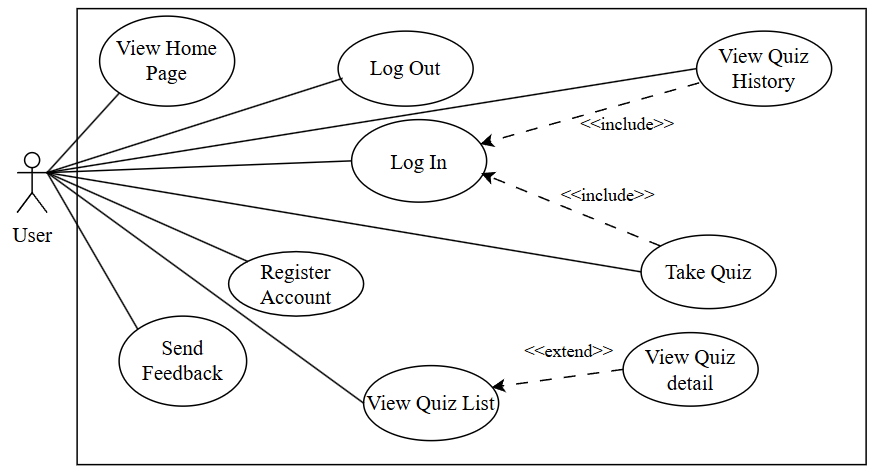 View Home
Page
Log Out
View Quiz
History
<<include>>
Log In
<<include>>
User
Register
Account
Take Quiz
Send
Feedback
<<extend>>
View Quiz
detail
View Quiz List